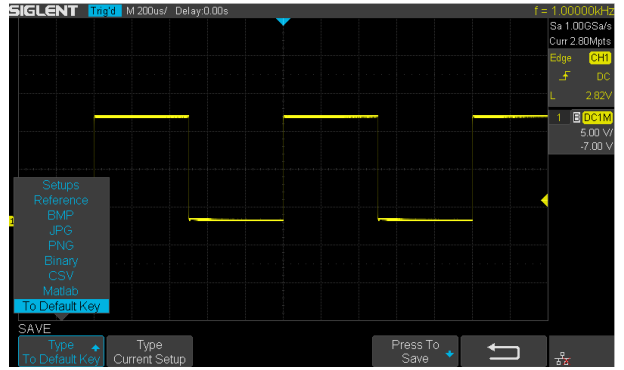 SIGLENT Trig'd M 200us/ Delay:0.00s f = 1.00000kHz
Sa 1.00GSa/s
Curr 2.80Mpts
Edge CH1
DC
L 2.82V
1 B DC1M
5.00 V/
-7.00 V
Setups
Reference
BMP
JPG
PNG
Binary
CSV
Matlab
To Default Key
SAVE
Type
To Default Key
Type
Current Setup
Press To
Save